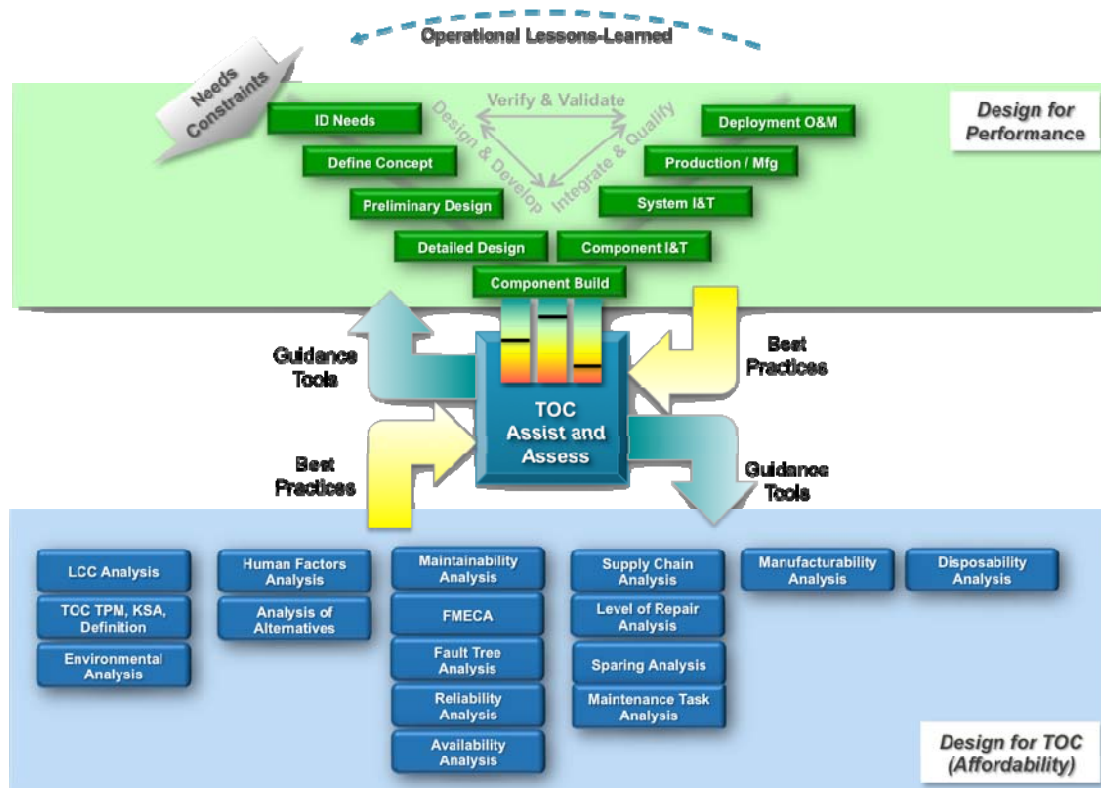 Operational Lessons-Learned
Needs
Constraints
Verify & Validate
Design & Develop
Integrate & Qualify
Design for
Performance
ID Needs
Define Concept
Preliminary Design
Detailed Design
Component Build
Component I&T
System I&T
Production / Mfg
Deployment O&M
Guidance
Tools
Best
Practices
TOC
Assist and
Assess
Best
Practices
Guidance
Tools
LCC Analysis
TOC TPM, KSA,
Definition
Environmental
Analysis
Human Factors
Analysis
Analysis of
Alternatives
Maintainability
Analysis
FMECA
Fault Tree
Analysis
Reliability
Analysis
Availability
Analysis
Supply Chain
Analysis
Level of Repair
Analysis
Sparing Analysis
Maintenance Task
Analysis
Manufacturability
Analysis
Disposability
Analysis
Design for TOC
(Affordability)